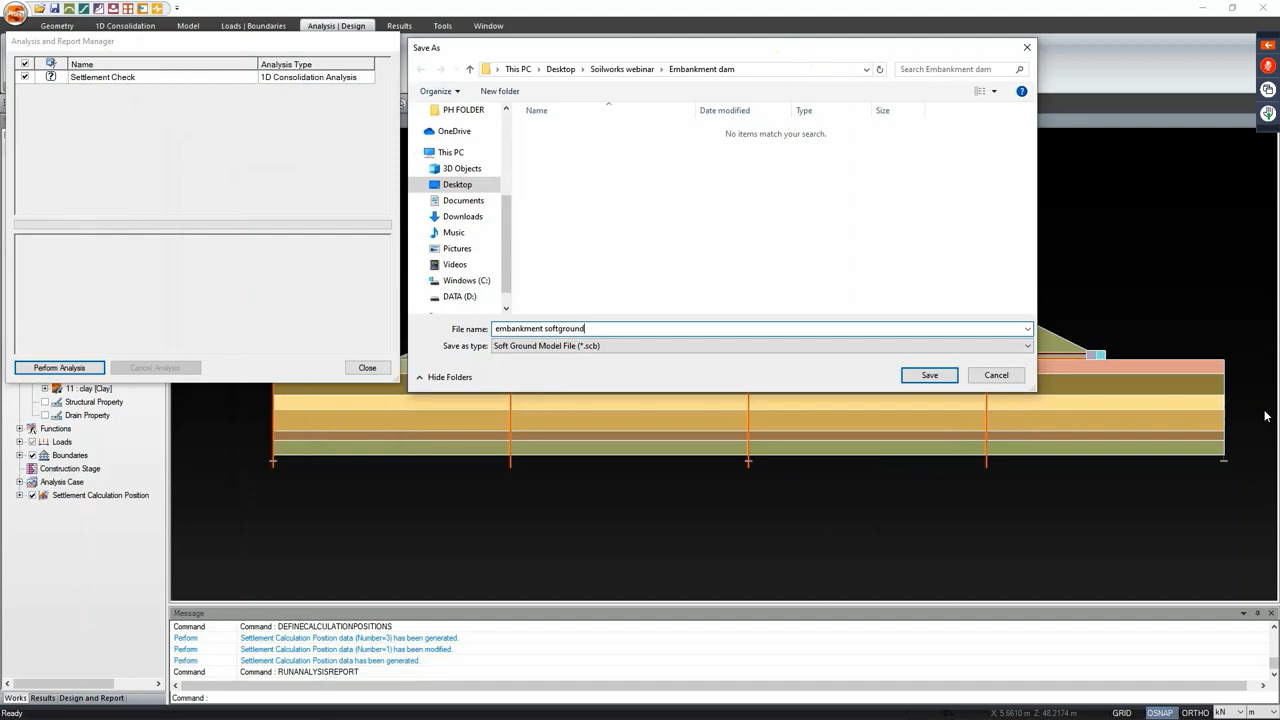 Geometry
1D Consolidation
Model
Loads | Boundaries
Analysis | Design
Results
Tools
Window
Analysis and Report Manager
Name
Analysis Type
Settlement Check
1D Consolidation Analysis
Perform Analysis
Cancel Analysis
Close
Save As
This PC
Desktop
Soilworks webinar
Embankment dam
Search Embankment dam
Organize
New folder
PH FOLDER
OneDrive
This PC
3D Objects
Desktop
Documents
Downloads
Music
Pictures
Videos
Windows (C:)
DATA (D:)
Name
Date modified
Type
Size
No items match your search.
File name: embankment softground
Save as type: Soft Ground Model File (*.scb)
Hide Folders
Save
Cancel
11 : clay [Clay]
Structural Property
Drain Property
Functions
Loads
Boundaries
Construction Stage
Analysis Case
Settlement Calculation Position
Works
Results
Design and Report
Message
Command Command : DEFINECALCULATIONPOSITIONS
Perform Settlement Calculation Position data (Number=3) has been generated.
Perform Settlement Calculation Position data (Number=1) has been modified.
Perform Settlement Calculation Position data has been generated.
Command Command : RUNANALYSISREPORT
Command :
Ready
X: 5.6610 m Z: 48.2174 m
GRID
OSNAP
ORTHO
kN
m